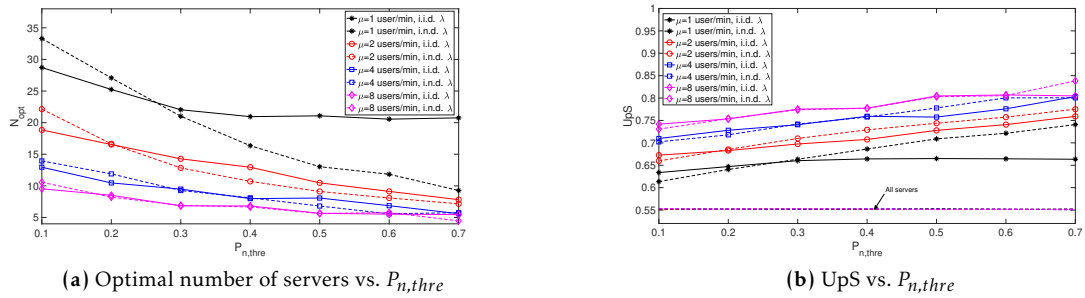 35
30
25
20
15
10
5
N_opt
0.1 0.2 0.3 0.4 0.5 0.6 0.7
P_n,thre
μ=1 user/min, i.i.d. λ
μ=1 user/min, i.n.d. λ
μ=2 users/min, i.i.d. λ
μ=2 users/min, i.n.d. λ
μ=4 users/min, i.i.d. λ
μ=4 users/min, i.n.d. λ
μ=8 users/min, i.i.d. λ
μ=8 users/min, i.n.d. λ
(a) Optimal number of servers vs. P_n,thre
1
0.95
0.9
0.85
0.8
0.75
0.7
0.65
0.6
0.55
UpS
0.1 0.2 0.3 0.4 0.5 0.6 0.7
P_n,thre
μ=1 user/min, i.i.d. λ
μ=1 user/min, i.n.d. λ
μ=2 users/min, i.i.d. λ
μ=2 users/min, i.n.d. λ
μ=4 users/min, i.i.d. λ
μ=4 users/min, i.n.d. λ
μ=8 users/min, i.i.d. λ
μ=8 users/min, i.n.d. λ
All servers
(b) UpS vs. P_n,thre